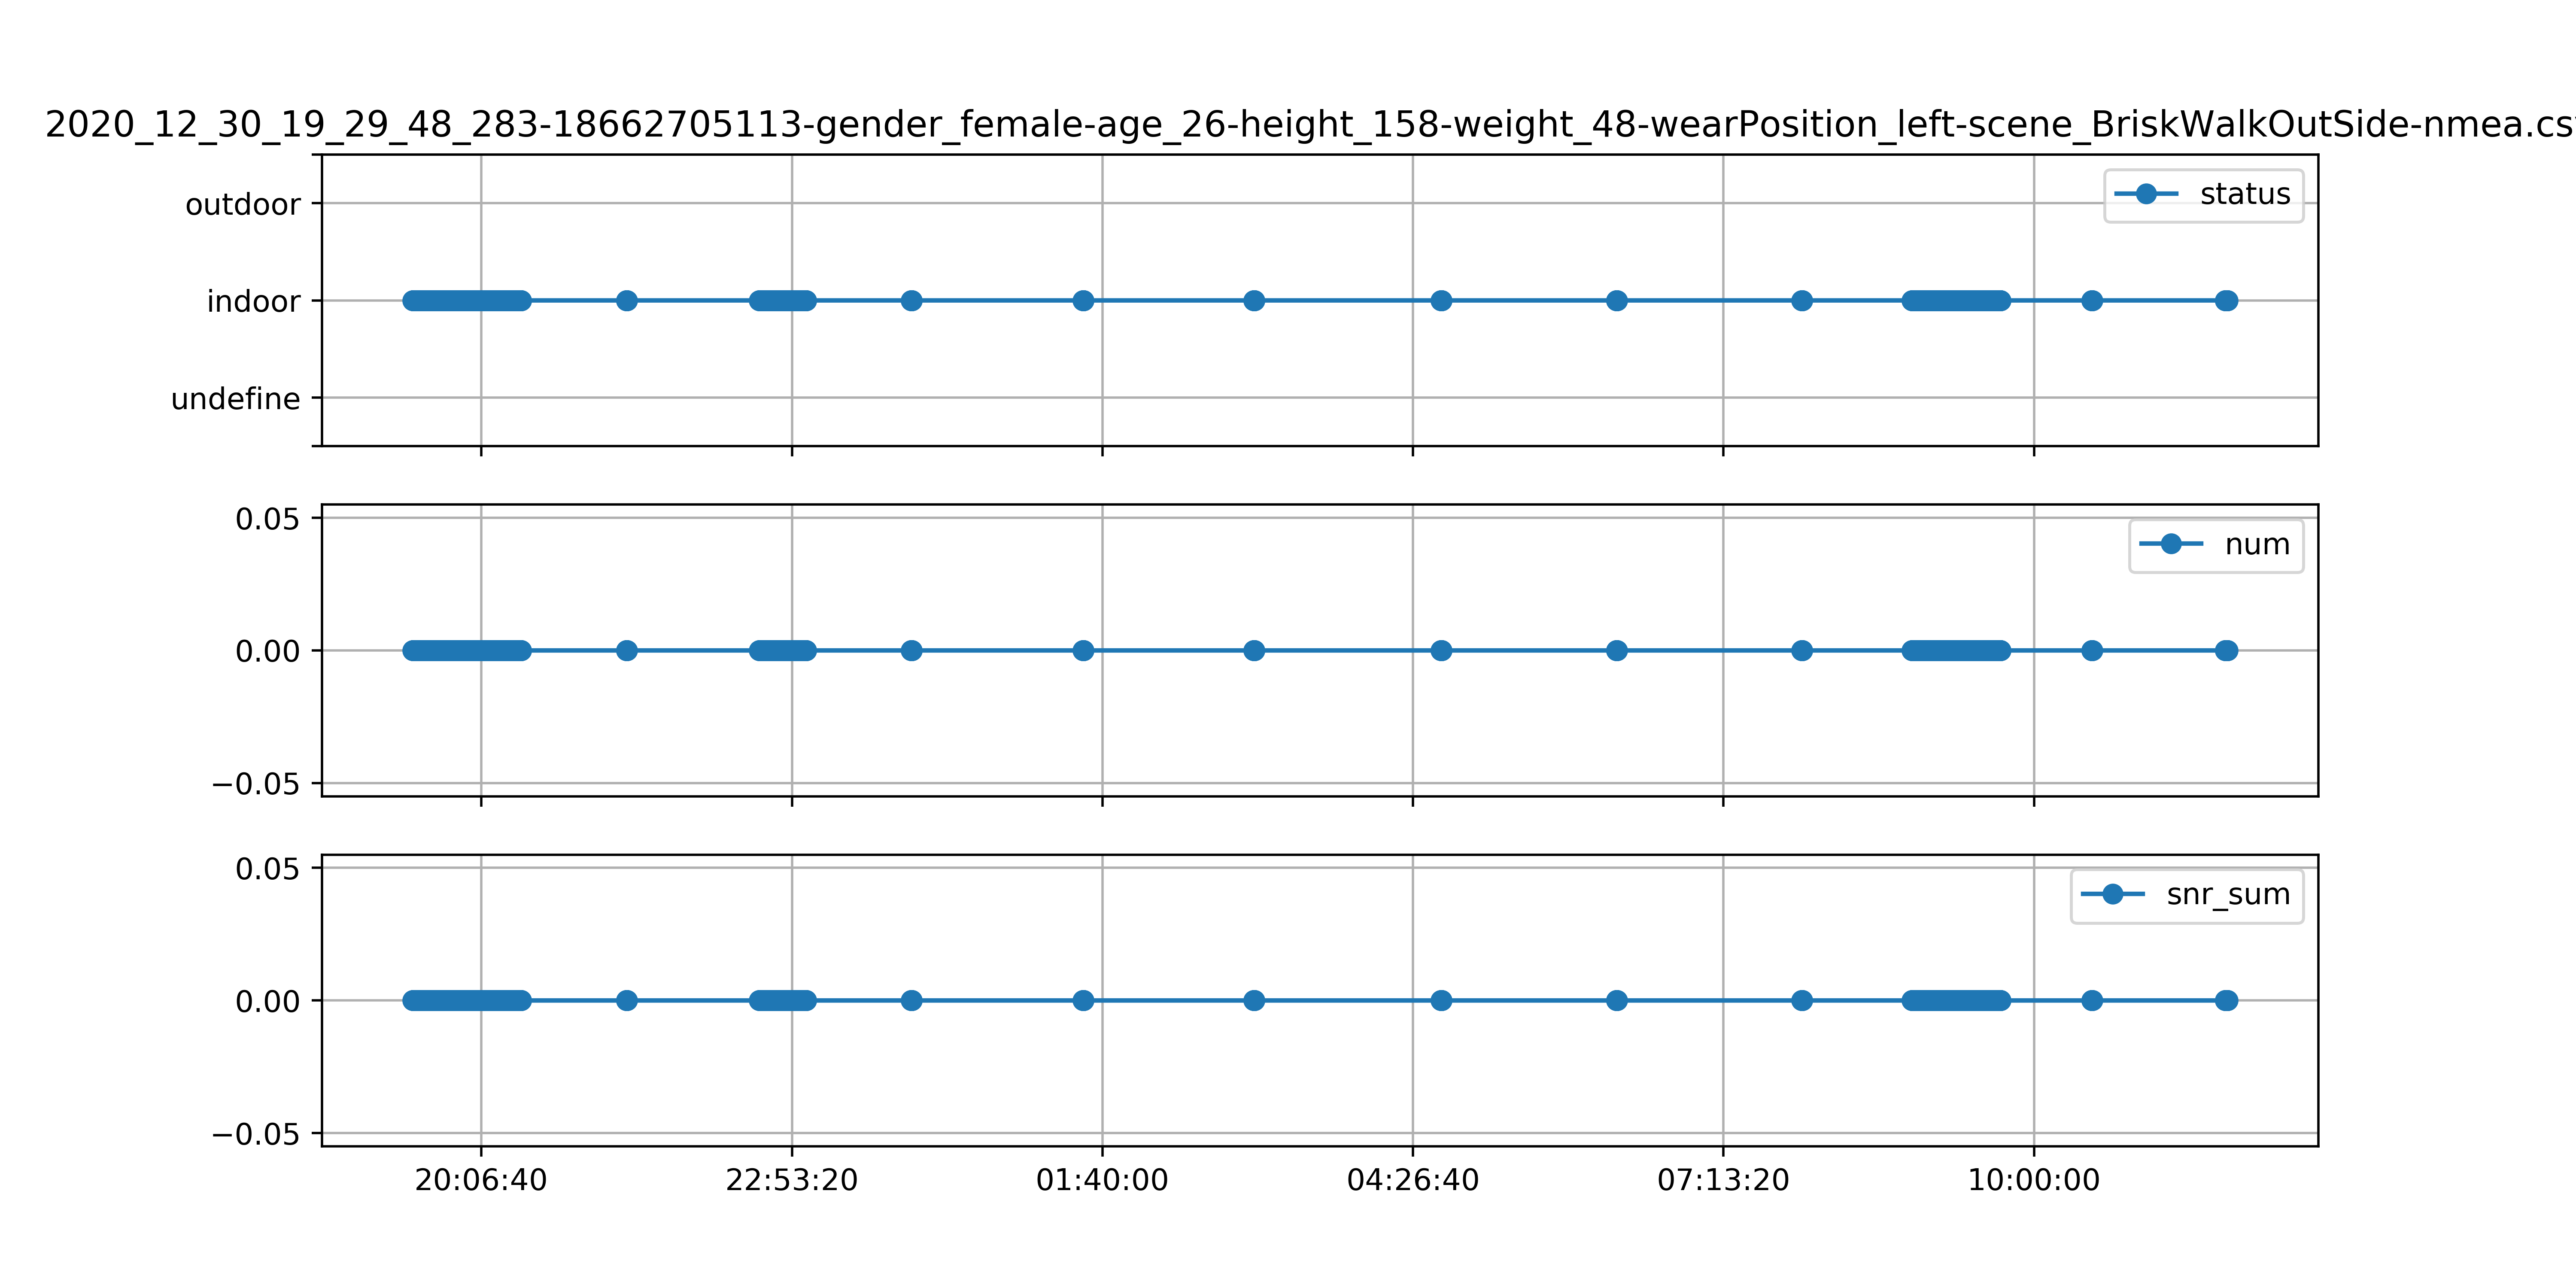 2020_12_30_19_29_48_283-18662705113-gender_female-age_26-height_158-weight_48-wearPosition_left-scene_BriskWalkOutSide-nmea.cs
outdoor
status
indoor
undefine
0.05
num
0.00
−0.05
0.05
snr_sum
0.00
−0.05
20:06:40 22:53:20 01:40:00 04:26:40 07:13:20 10:00:00